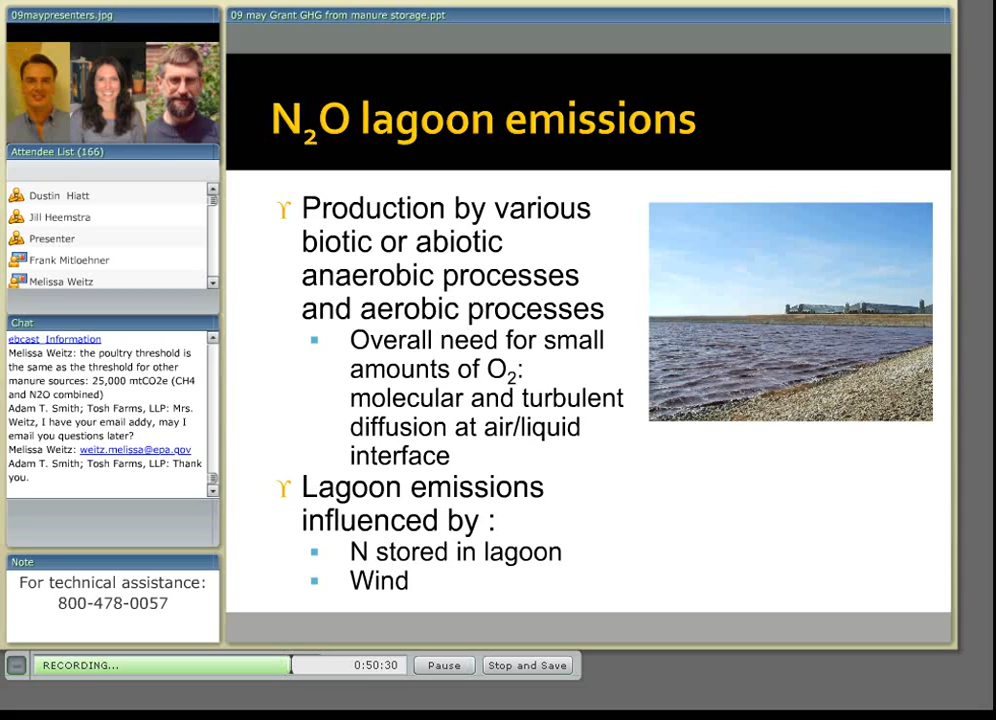 09maypresenters.jpg
09 may Grant GHG from manure storage.ppt
Attendee List (166)
Dustin Hiatt
Jill Heemstra
Presenter
Frank Mitloehner
Melissa Weitz
Chat
ebcast_Information
Melissa Weitz: the poultry threshold is
the same as the threshold for other
manure sources: 25,000 mtCO2e (CH4
and N2O combined)
Adam T. Smith; Tosh Farms, LLP: Mrs.
Weitz, I have your email addy, may I
email you questions later?
Melissa Weitz: weitz.melissa@epa.gov
Adam T. Smith; Tosh Farms, LLP: Thank
you.
Note
For technical assistance:
800-478-0057
N₂O lagoon emissions
Production by various
biotic or abiotic
anaerobic processes
and aerobic processes
Overall need for small
amounts of O₂:
molecular and turbulent
diffusion at air/liquid
interface
Lagoon emissions
influenced by :
N stored in lagoon
Wind
RECORDING...
0:50:30
Pause
Stop and Save